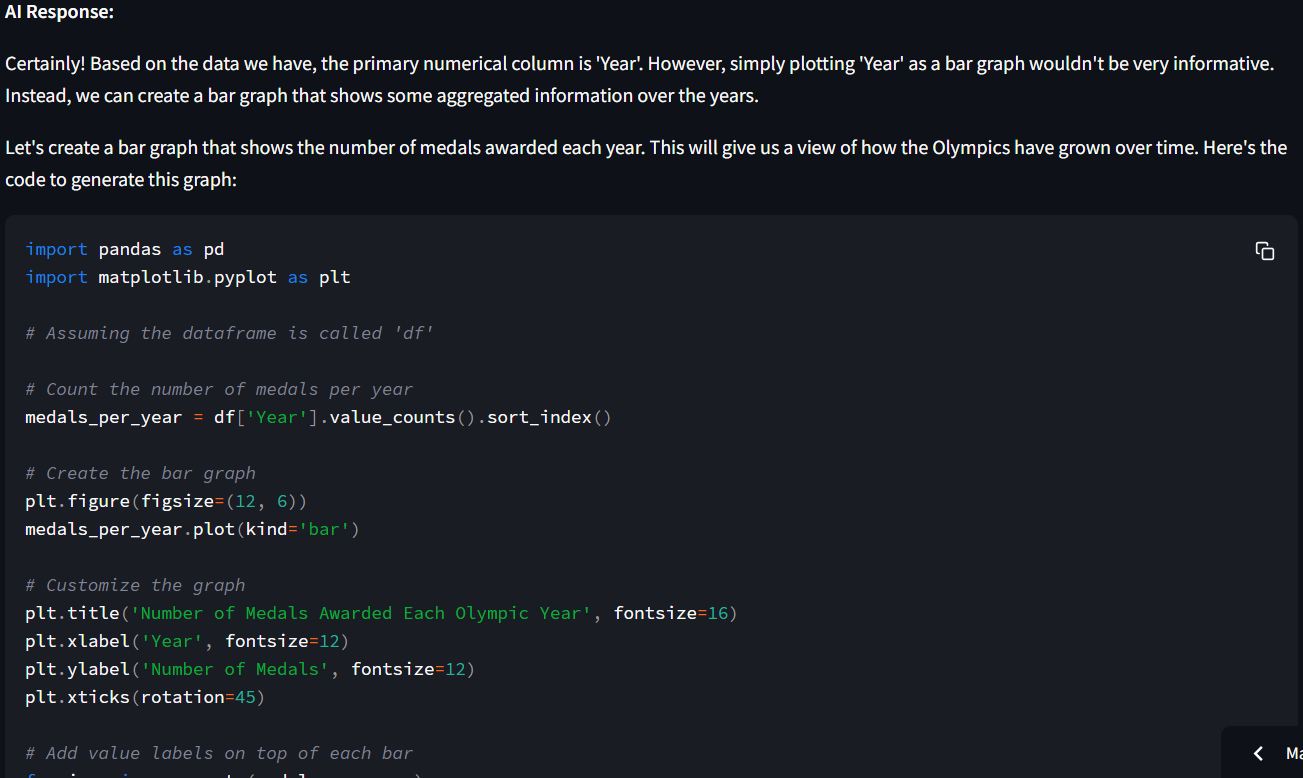 AI Response:
Certainly! Based on the data we have, the primary numerical column is 'Year'. However, simply plotting 'Year' as a bar graph wouldn't be very informative.
Instead, we can create a bar graph that shows some aggregated information over the years.
Let's create a bar graph that shows the number of medals awarded each year. This will give us a view of how the Olympics have grown over time. Here's the
code to generate this graph:
import pandas as pd
import matplotlib.pyplot as plt
# Assuming the dataframe is called 'df'
# Count the number of medals per year
medals_per_year = df['Year'].value_counts().sort_index()
# Create the bar graph
plt.figure(figsize=(12, 6))
medals_per_year.plot(kind='bar')
# Customize the graph
plt.title('Number of Medals Awarded Each Olympic Year', fontsize=16)
plt.xlabel('Year', fontsize=12)
plt.ylabel('Number of Medals', fontsize=12)
plt.xticks(rotation=45)
# Add value labels on top of each bar